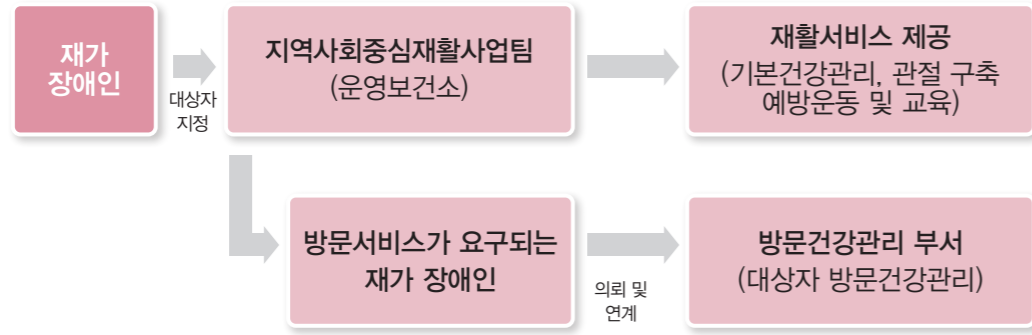 재가
장애인
대상자
지정
지역사회중심재활사업팀
(운영보건소)
재활서비스 제공
(기본건강관리, 관절 구축
예방운동 및 교육)
방문서비스가 요구되는
재가 장애인
의뢰 및
연계
방문건강관리 부서
(대상자 방문건강관리)